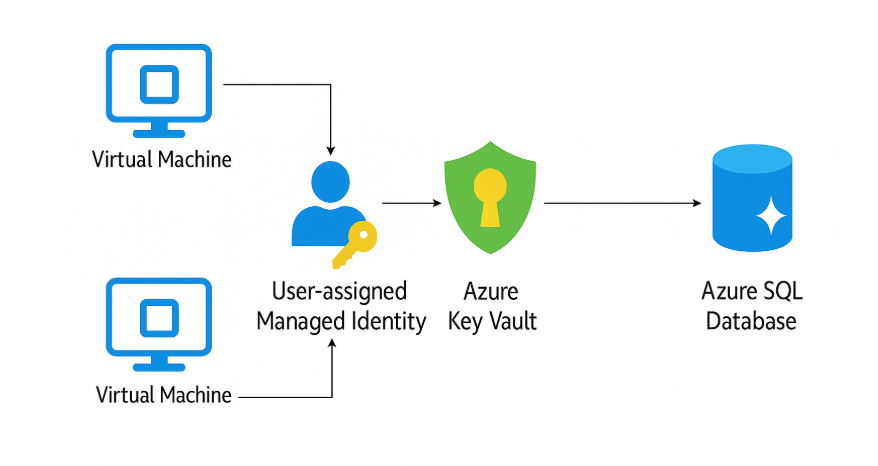 Virtual Machine
User-assigned
Managed Identity
Azure
Key Vault
Azure SQL
Database
Virtual Machine